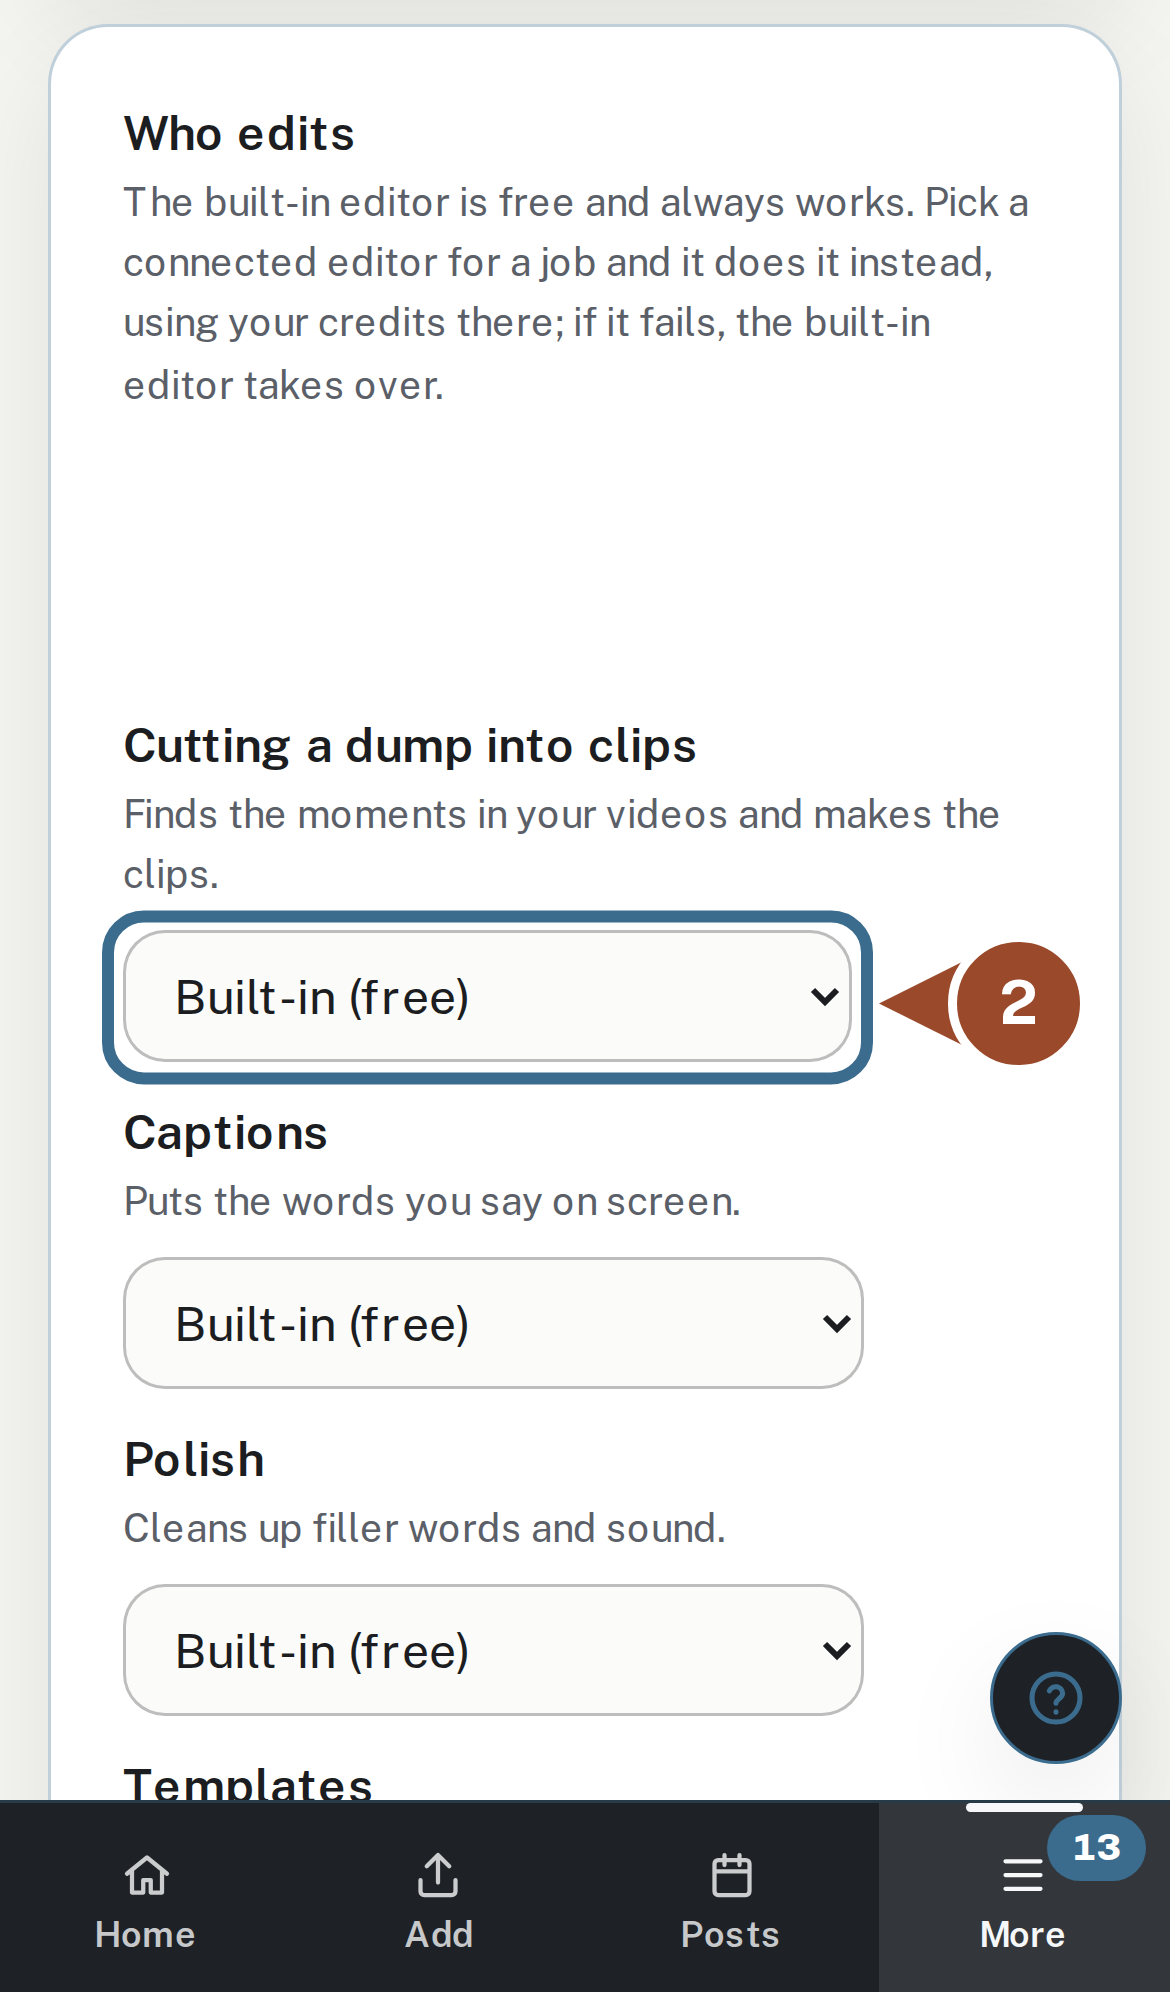 Who edits
The built-in editor is free and always works. Pick a
connected editor for a job and it does it instead,
using your credits there; if it fails, the built-in
editor takes over.
Cutting a dump into clips
Finds the moments in your videos and makes the
clips.
Built-in (free)
2
Captions
Puts the words you say on screen.
Built-in (free)
Polish
Cleans up filler words and sound.
Built-in (free)
Templates
13
Home
Add
Posts
More